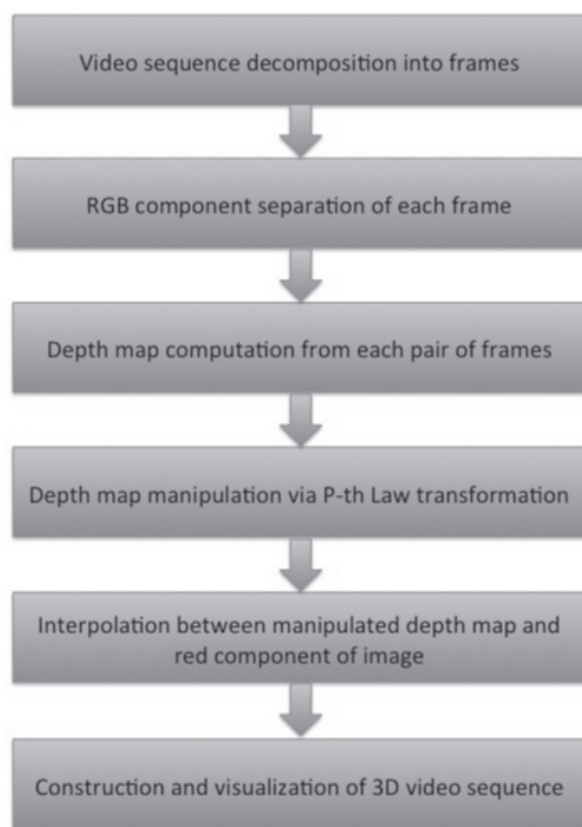 Video sequence decomposition into frames
RGB component separation of each frame
Depth map computation from each pair of frames
Depth map manipulation via P-th Law transformation
Interpolation between manipulated depth map and
red component of image
Construction and visualization of 3D video sequence